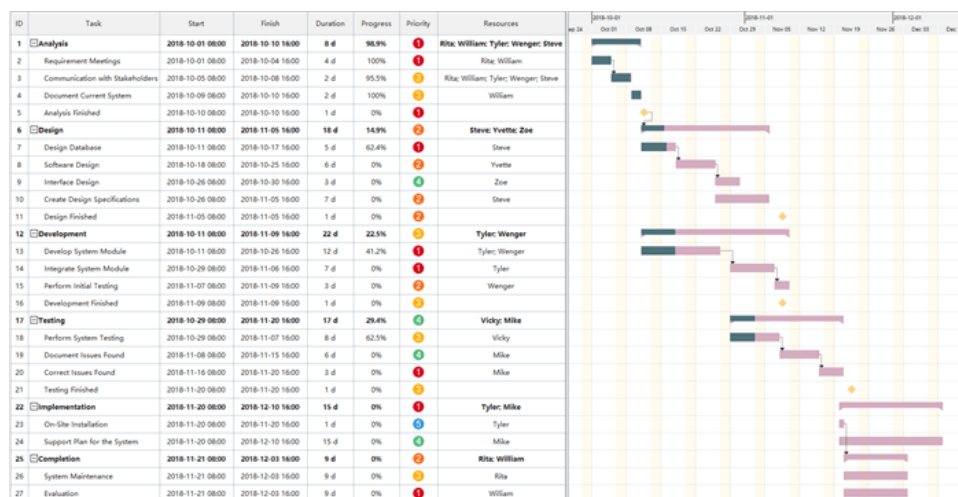 ID Task Start Finish Duration Progress Priority Resources
2018-10-01 2018-11-01 2018-12-01
ep 24 Oct 01 Oct 08 Oct 15 Oct 22 Oct 29 Nov 05 Nov 12 Nov 19 Nov 26 Dec 03 Dec
1 Analysis 2018-10-01 08:00 2018-10-10 16:00 8 d 98.9% 1 Rita; William; Tyler; Wenger; Steve
2 Requirement Meetings 2018-10-01 08:00 2018-10-04 16:00 4 d 100% 1 Rita; William
3 Communication with Stakeholders 2018-10-05 08:00 2018-10-08 16:00 2 d 95.5% 3 Rita; William; Tyler; Wenger; Steve
4 Document Current System 2018-10-09 08:00 2018-10-10 16:00 2 d 100% 3 William
5 Analysis Finished 2018-10-10 08:00 2018-10-10 16:00 1 d 0% 1
6 Design 2018-10-11 08:00 2018-11-05 16:00 18 d 14.9% 2 Steve; Yvette; Zoe
7 Design Database 2018-10-11 08:00 2018-10-17 16:00 5 d 62.4% 1 Steve
8 Software Design 2018-10-18 08:00 2018-10-25 16:00 6 d 0% 2 Yvette
9 Interface Design 2018-10-26 08:00 2018-10-30 16:00 3 d 0% 4 Zoe
10 Create Design Specifications 2018-10-26 08:00 2018-11-05 16:00 7 d 0% 2 Steve
11 Design Finished 2018-11-05 08:00 2018-11-05 16:00 1 d 0% 2
12 Development 2018-10-11 08:00 2018-11-09 16:00 22 d 22.5% 3 Tyler; Wenger
13 Develop System Module 2018-10-11 08:00 2018-10-26 16:00 12 d 41.2% 1 Tyler; Wenger
14 Integrate System Module 2018-10-29 08:00 2018-11-06 16:00 7 d 0% 1 Tyler
15 Perform Initial Testing 2018-11-07 08:00 2018-11-09 16:00 3 d 0% 2 Wenger
16 Development Finished 2018-11-09 08:00 2018-11-09 16:00 1 d 0% 3
17 Testing 2018-10-29 08:00 2018-11-20 16:00 17 d 29.4% 4 Vicky; Mike
18 Perform System Testing 2018-10-29 08:00 2018-11-07 16:00 8 d 62.5% 3 Vicky
19 Document Issues Found 2018-11-08 08:00 2018-11-15 16:00 6 d 0% 4 Mike
20 Correct Issues Found 2018-11-16 08:00 2018-11-20 16:00 3 d 0% 1 Mike
21 Testing Finished 2018-11-20 08:00 2018-11-20 16:00 1 d 0% 3
22 Implementation 2018-11-20 08:00 2018-12-10 16:00 15 d 0% 1 Tyler; Mike
23 On-Site Installation 2018-11-20 08:00 2018-11-20 16:00 1 d 0% 5 Tyler
24 Support Plan for the System 2018-11-20 08:00 2018-12-10 16:00 15 d 0% 4 Mike
25 Completion 2018-11-21 08:00 2018-12-03 16:00 9 d 0% 2 Rita; William
26 System Maintenance 2018-11-21 08:00 2018-12-03 16:00 9 d 0% 3 Rita
27 Evaluation 2018-11-21 08:00 2018-12-03 16:00 9 d 0% 1 William